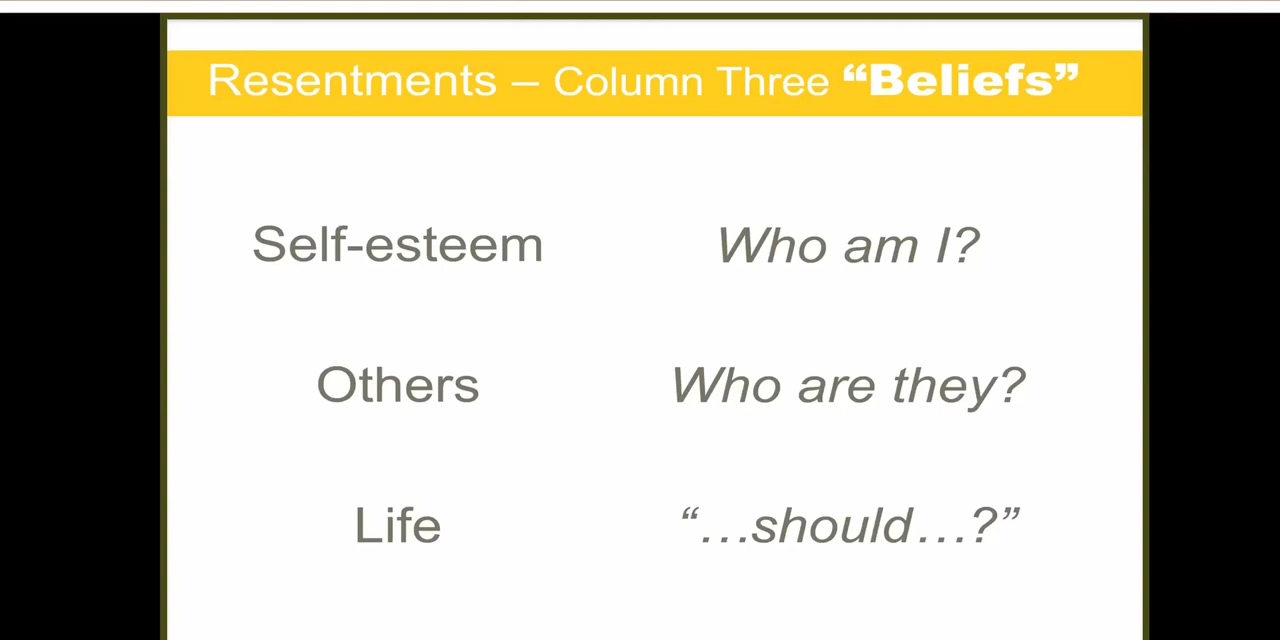 Resentments – Column Three “Beliefs”
Self-esteem Who am I?
Others Who are they?
Life “…should…?”